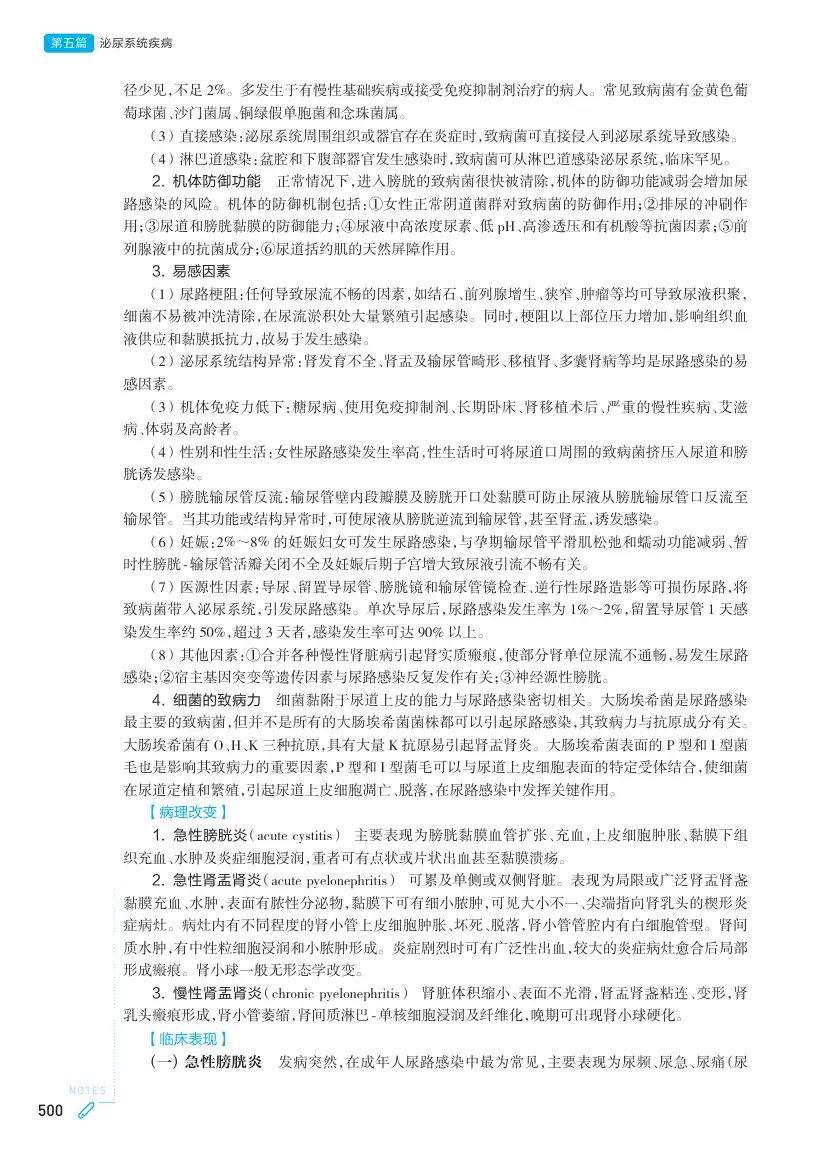 第五篇 泌尿系统疾病
径少见,不足 2%。多发生于有慢性基础疾病或接受免疫抑制剂治疗的病人。常见致病菌有金黄色葡
萄球菌、沙门菌属、铜绿假单胞菌和念珠菌属。
（3）直接感染:泌尿系统周围组织或器官存在炎症时,致病菌可直接侵入到泌尿系统导致感染。
（4）淋巴道感染:盆腔和下腹部器官发生感染时,致病菌可从淋巴道感染泌尿系统,临床罕见。
2. 机体防御功能　正常情况下,进入膀胱的致病菌很快被清除,机体的防御功能减弱会增加尿
路感染的风险。机体的防御机制包括:①女性正常阴道菌群对致病菌的防御作用;②排尿的冲刷作
用;③尿道和膀胱黏膜的防御能力;④尿液中高浓度尿素、低 pH、高渗透压和有机酸等抗菌因素;⑤前
列腺液中的抗菌成分;⑥尿道括约肌的天然屏障作用。
3. 易感因素
（1）尿路梗阻:任何导致尿流不畅的因素,如结石、前列腺增生、狭窄、肿瘤等均可导致尿液积聚,
细菌不易被冲洗清除,在尿流淤积处大量繁殖引起感染。同时,梗阻以上部位压力增加,影响组织血
液供应和黏膜抵抗力,故易于发生感染。
（2）泌尿系统结构异常:肾发育不全、肾盂及输尿管畸形、移植肾、多囊肾病等均是尿路感染的易
感因素。
（3）机体免疫力低下:糖尿病、使用免疫抑制剂、长期卧床、肾移植术后、严重的慢性疾病、艾滋
病、体弱及高龄者。
（4）性别和性生活:女性尿路感染发生率高,性生活时可将尿道口周围的致病菌挤压入尿道和膀
胱诱发感染。
（5）膀胱输尿管反流:输尿管壁内段瓣膜及膀胱开口处黏膜可防止尿液从膀胱输尿管口反流至
输尿管。当其功能或结构异常时,可使尿液从膀胱逆流到输尿管,甚至肾盂,诱发感染。
（6）妊娠:2%～8% 的妊娠妇女可发生尿路感染,与孕期输尿管平滑肌松弛和蠕动功能减弱、暂
时性膀胱-输尿管活瓣关闭不全及妊娠后期子宫增大致尿液引流不畅有关。
（7）医源性因素:导尿、留置导尿管、膀胱镜和输尿管镜检查、逆行性尿路造影等可损伤尿路,将
致病菌带入泌尿系统,引发尿路感染。单次导尿后,尿路感染发生率为 1%～2%,留置导尿管 1 天感
染发生率约 50%,超过 3 天者,感染发生率可达 90% 以上。
（8）其他因素:①合并各种慢性肾脏病引起肾实质瘢痕,使部分肾单位尿流不通畅,易发生尿路
感染;②宿主基因突变等遗传因素与尿路感染反复发作有关;③神经源性膀胱。
4. 细菌的致病力　细菌黏附于尿道上皮的能力与尿路感染密切相关。大肠埃希菌是尿路感染
最主要的致病菌,但并不是所有的大肠埃希菌菌株都可以引起尿路感染,其致病力与抗原成分有关。
大肠埃希菌有 O、H、K 三种抗原,具有大量 K 抗原易引起肾盂肾炎。大肠埃希菌表面的 P 型和 I 型菌
毛也是影响其致病力的重要因素,P 型和 I 型菌毛可以与尿道上皮细胞表面的特定受体结合,使细菌
在尿道定植和繁殖,引起尿道上皮细胞凋亡、脱落,在尿路感染中发挥关键作用。
【病理改变】
1. 急性膀胱炎（acute cystitis）　主要表现为膀胱黏膜血管扩张、充血,上皮细胞肿胀、黏膜下组
织充血、水肿及炎症细胞浸润,重者可有点状或片状出血甚至黏膜溃疡。
2. 急性肾盂肾炎（acute pyelonephritis）　可累及单侧或双侧肾脏。表现为局限或广泛肾盂肾盏
黏膜充血、水肿,表面有脓性分泌物,黏膜下可有细小脓肿,可见大小不一、尖端指向肾乳头的楔形炎
症病灶。病灶内有不同程度的肾小管上皮细胞肿胀、坏死、脱落,肾小管管腔内有白细胞管型。肾间
质水肿,有中性粒细胞浸润和小脓肿形成。炎症剧烈时可有广泛性出血,较大的炎症病灶愈合后局部
形成瘢痕。肾小球一般无形态学改变。
3. 慢性肾盂肾炎（chronic pyelonephritis）　肾脏体积缩小、表面不光滑,肾盂肾盏粘连、变形,肾
乳头瘢痕形成,肾小管萎缩,肾间质淋巴-单核细胞浸润及纤维化,晚期可出现肾小球硬化。
【临床表现】
（一）急性膀胱炎　发病突然,在成年人尿路感染中最为常见,主要表现为尿频、尿急、尿痛（尿
NOTES
500